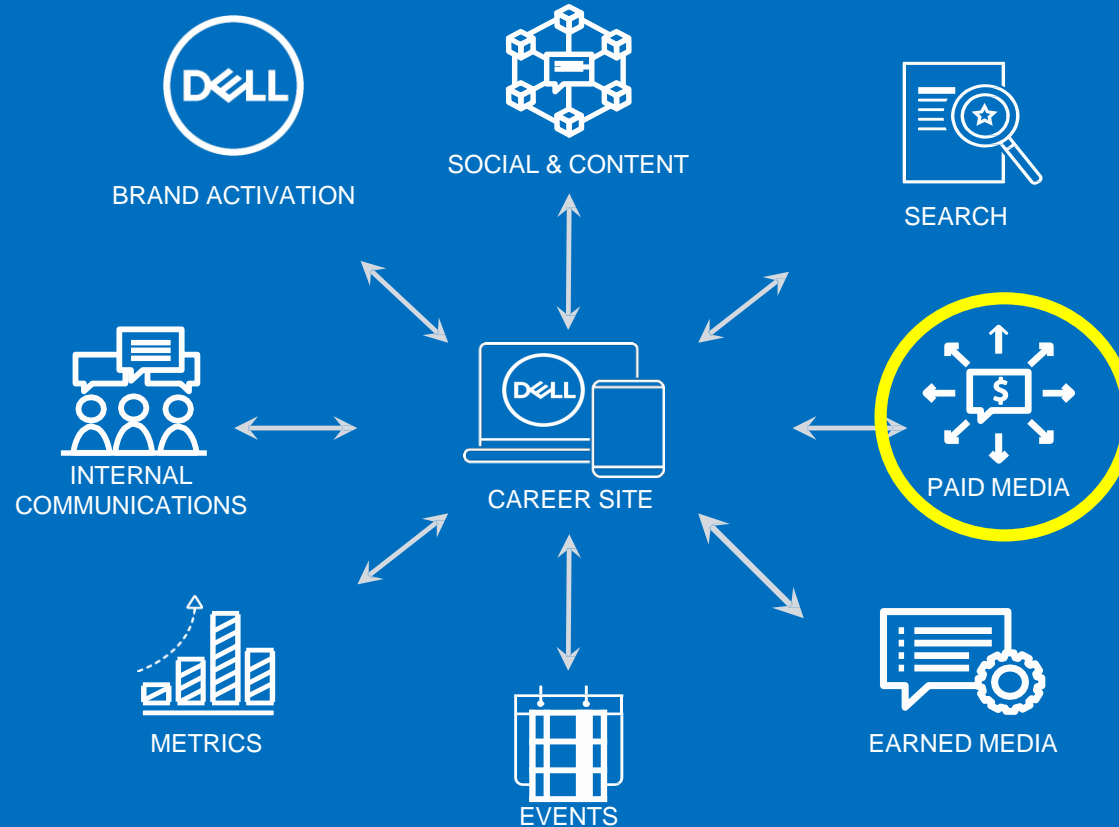 DELL
BRAND ACTIVATION
SOCIAL & CONTENT
SEARCH
INTERNAL
COMMUNICATIONS
DELL
CAREER SITE
$
PAID MEDIA
METRICS
EVENTS
EARNED MEDIA